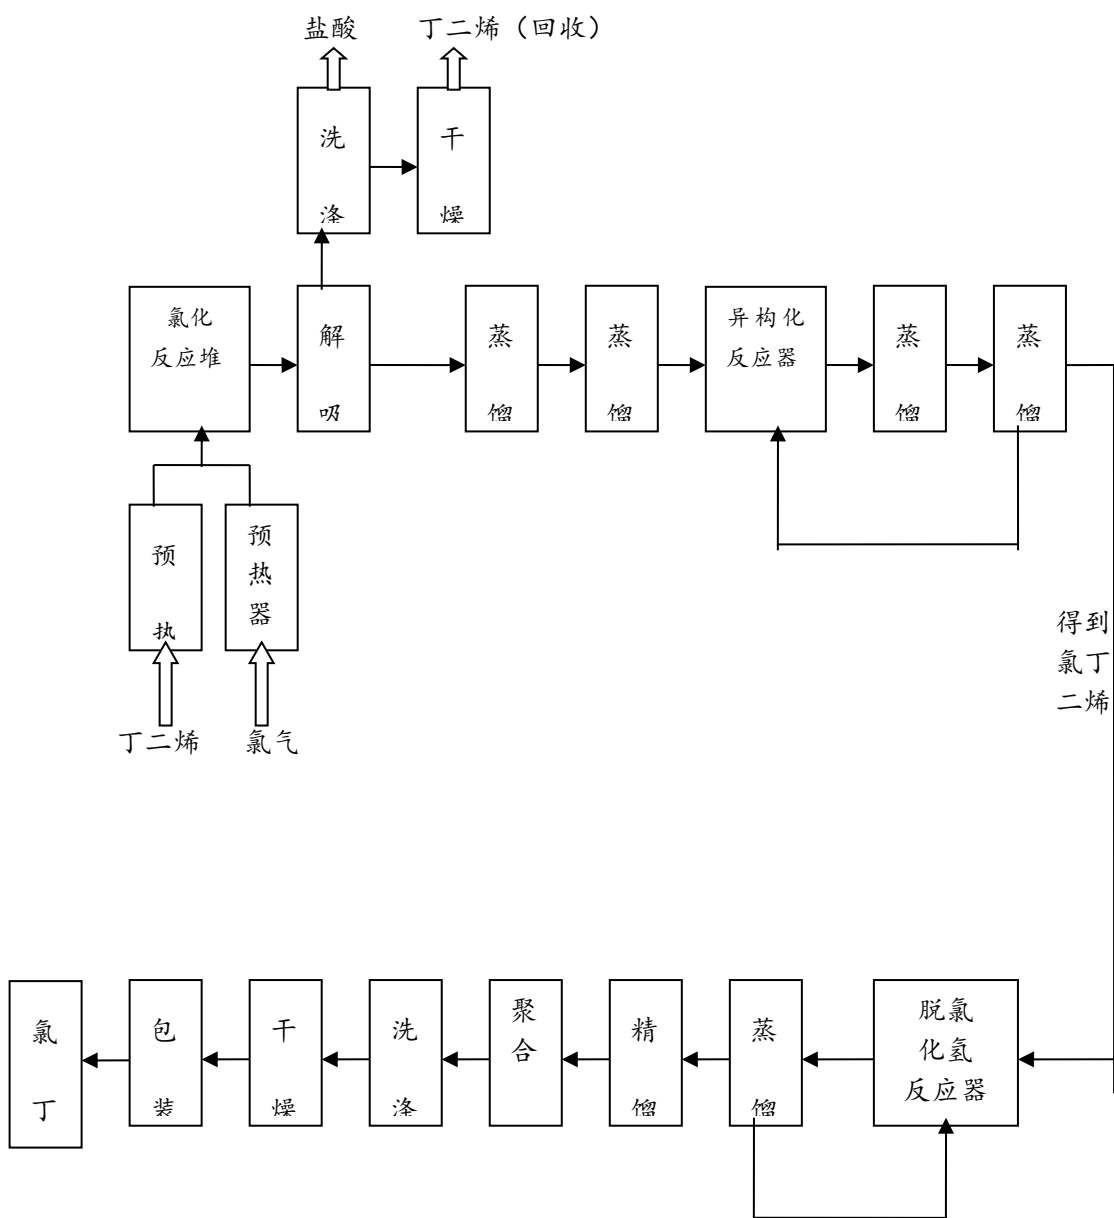 盐酸
丁二烯（回收）
洗
涤
干
燥
氯化
反应堆
解
吸
蒸
馏
蒸
馏
异构化
反应器
蒸
馏
蒸
馏
预
热
预
热
器
丁二烯
氯气
得到
氯丁
二烯
氯
丁
包
装
干
燥
洗
涤
聚
合
精
馏
蒸
馏
脱氯
化氢
反应器